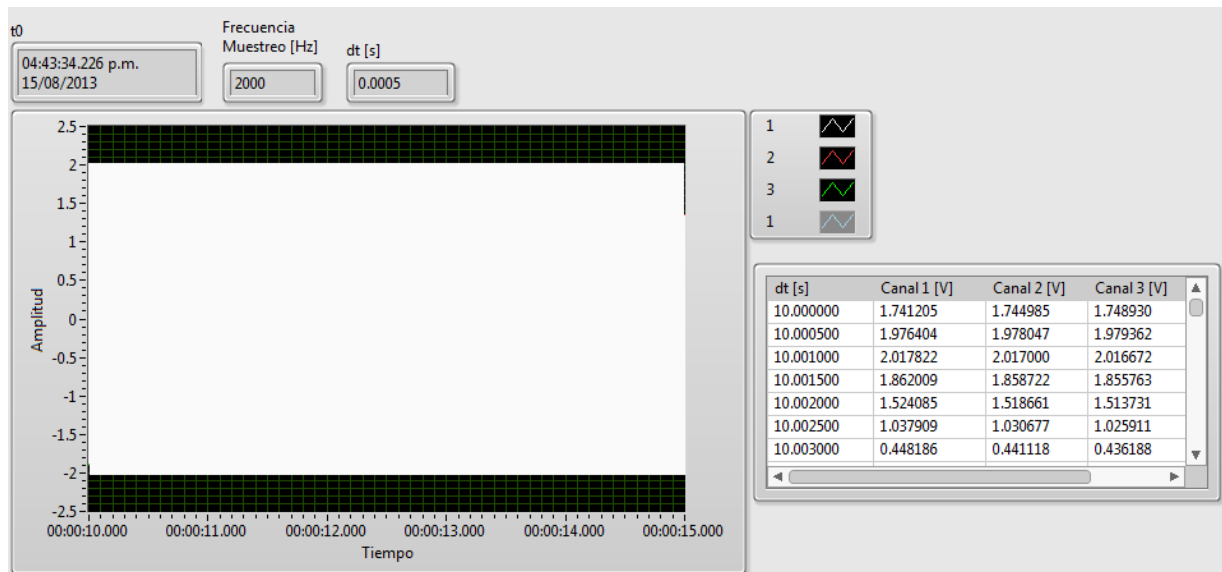 t0
04:43:34.226 p.m.
15/08/2013
Frecuencia
Muestreo [Hz]
2000
dt [s]
0.0005
Amplitud
2.5
2
1.5
1
0.5
0
-0.5
-1
-1.5
-2
-2.5
00:00:10.000 00:00:11.000 00:00:12.000 00:00:13.000 00:00:14.000 00:00:15.000
Tiempo
1
2
3
1
dt [s] Canal 1 [V] Canal 2 [V] Canal 3 [V]
10.000000 1.741205 1.744985 1.748930
10.000500 1.976404 1.978047 1.979362
10.001000 2.017822 2.017000 2.016672
10.001500 1.862009 1.858722 1.855763
10.002000 1.524085 1.518661 1.513731
10.002500 1.037909 1.030677 1.025911
10.003000 0.448186 0.441118 0.436188